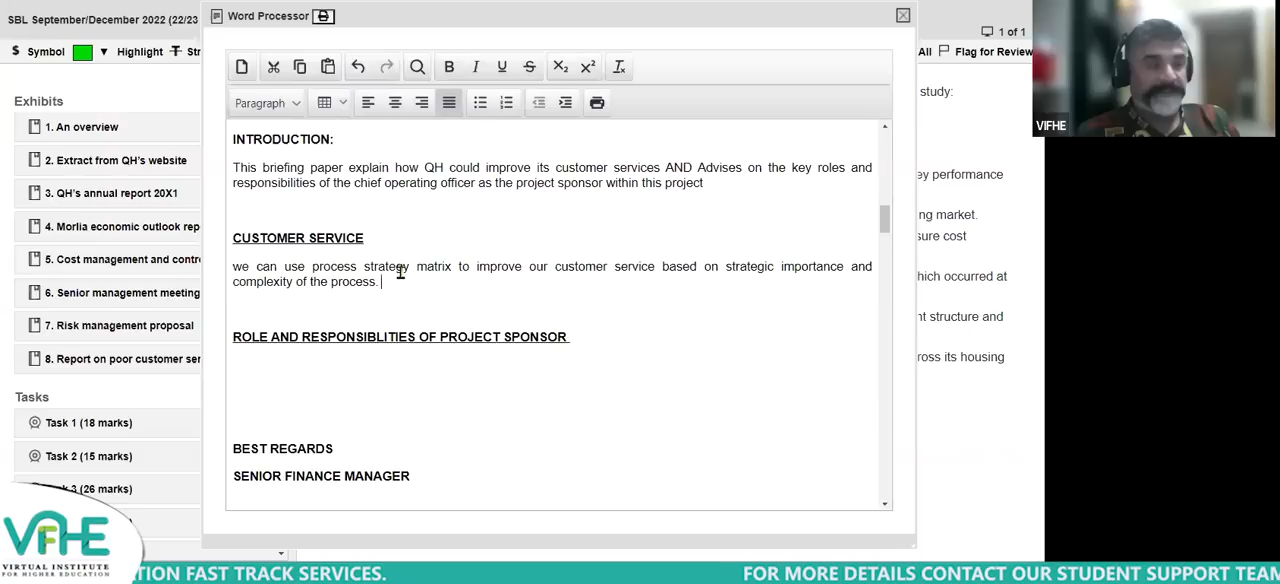 SBL September/December 2022 (22/23
Word Processor
1 of 1
$ Symbol
Highlight
T Str
All
Flag for Review
Exhibits
1. An overview
2. Extract from QH's website
3. QH's annual report 20X1
4. Morlia economic outlook rep
5. Cost management and contro
6. Senior management meeting
7. Risk management proposal
8. Report on poor customer ser
Tasks
Task 1 (18 marks)
Task 2 (15 marks)
3 (26 marks)
B I U S X₂ X² Tx
Paragraph
INTRODUCTION:
This briefing paper explain how QH could improve its customer services AND Advises on the key roles and
responsibilities of the chief operating officer as the project sponsor within this project
CUSTOMER SERVICE
we can use process strategy matrix to improve our customer service based on strategic importance and
complexity of the process.
ROLE AND RESPONSIBLITIES OF PROJECT SPONSOR
BEST REGARDS
SENIOR FINANCE MANAGER
study:
ey performance
ng market.
sure cost
hich occurred at
nt structure and
ross its housing
VIFHE
VIFHE
VIRTUAL INSTITUTE
FOR HIGHER EDUCATION
TION FAST TRACK SERVICES.
FOR MORE DETAILS CONTACT OUR STUDENT SUPPORT TEAM